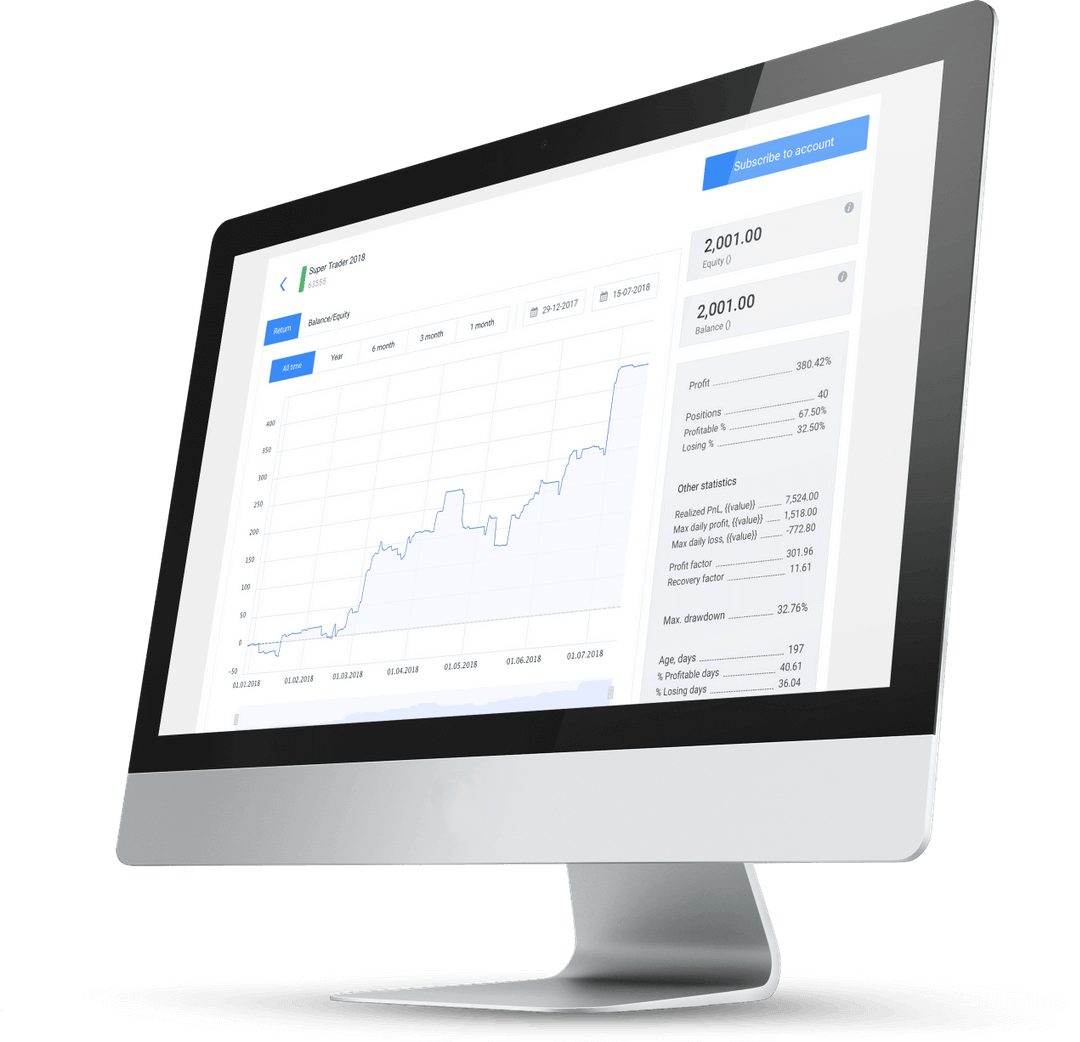 Subscribe to account
Super Trader 2018
63555
2,001.00
Equity ()
2,001.00
Balance ()
Return
Balance/Equity
All time
Year
6 month
3 month
1 month
29-12-2017
15-07-2018
400
350
300
250
200
150
100
50
0
-50
01.01.2018
01.02.2018
01.03.2018
01.04.2018
01.05.2018
01.06.2018
01.07.2018
Profit 380.42%
Positions 40
Profitable % 67.50%
Losing % 32.50%
Other statistics
Realized PnL, {{value}} 7,524.00
Max daily profit, {{value}} 1,518.00
Max daily loss, {{value}} -772.80
Profit factor 301.96
Recovery factor 11.61
Max. drawdown 32.76%
Age, days 197
% Profitable days 40.61
% Losing days 36.04